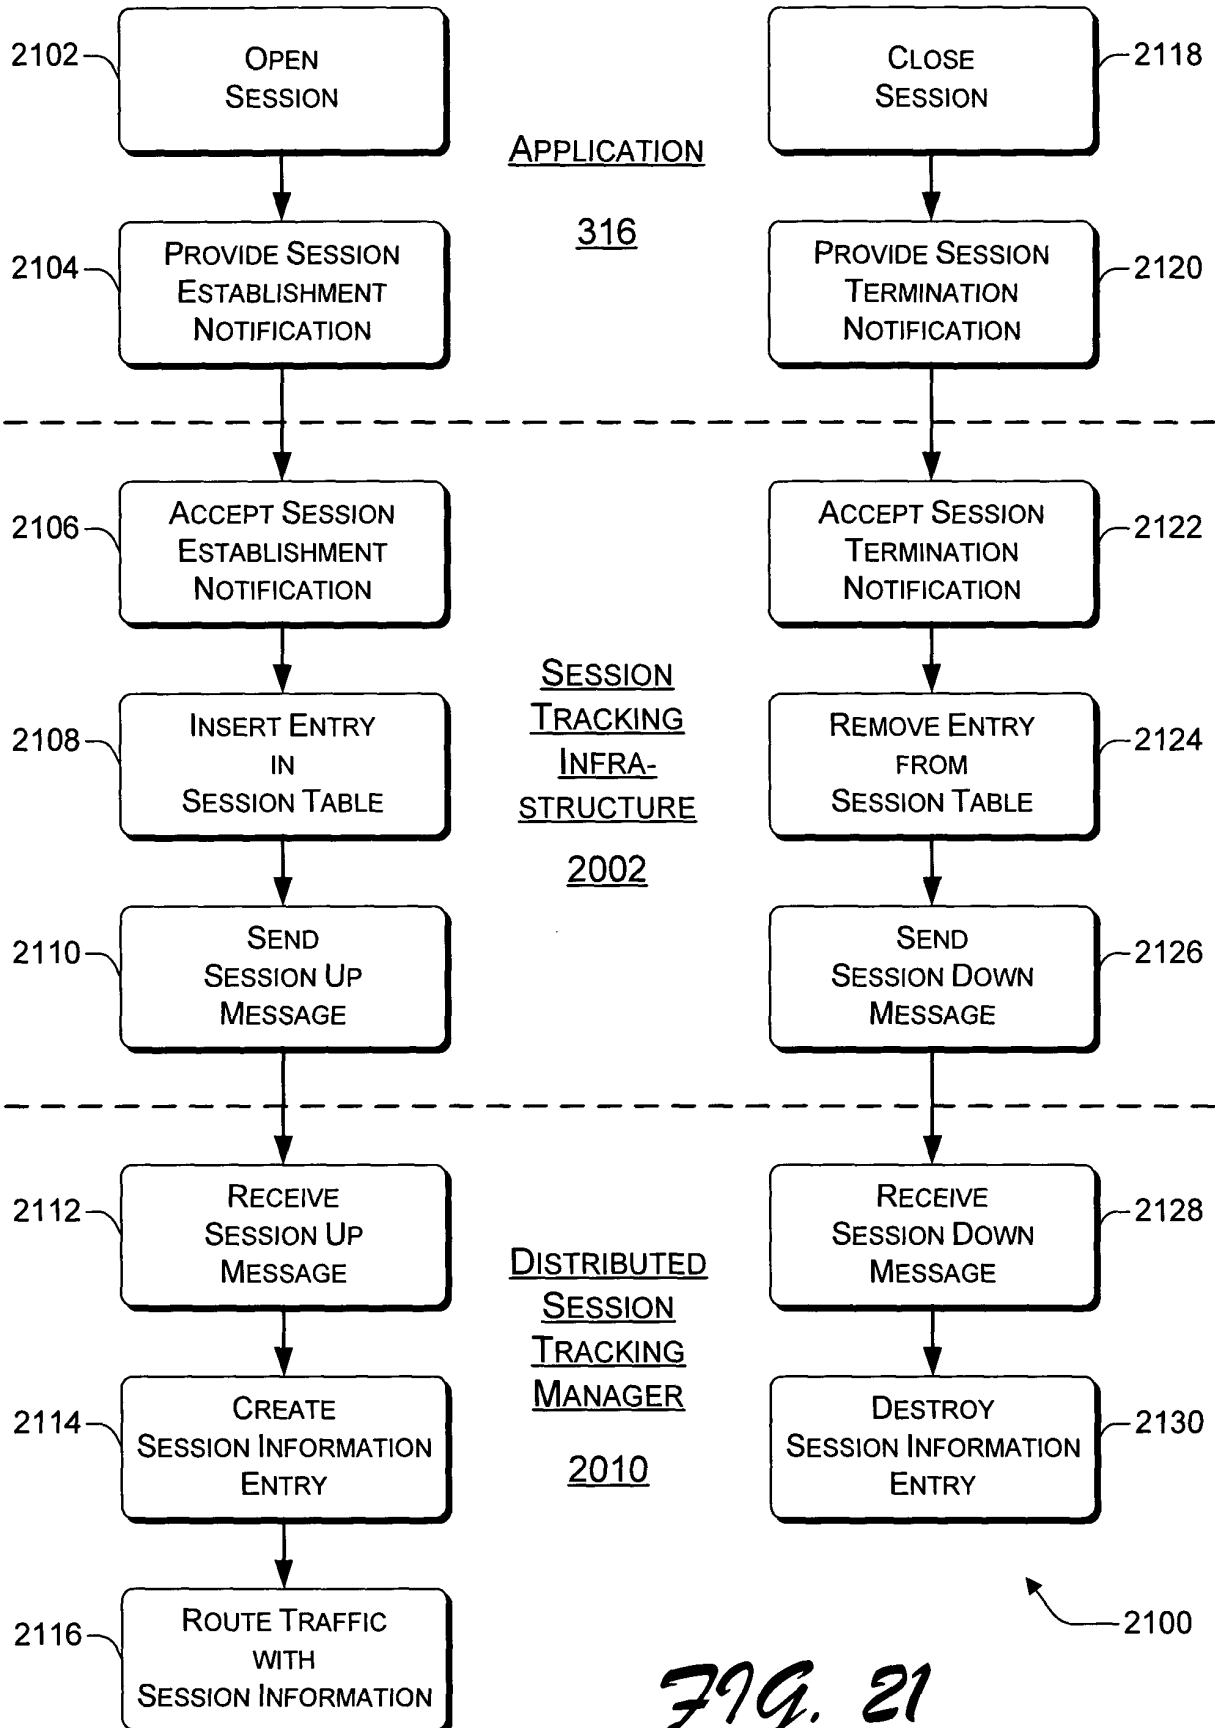 2102
OPEN
SESSION
2104
PROVIDE SESSION
ESTABLISHMENT
NOTIFICATION
APPLICATION
316
CLOSE
SESSION
2118
PROVIDE SESSION
TERMINATION
NOTIFICATION
2120
2106
ACCEPT SESSION
ESTABLISHMENT
NOTIFICATION
2108
INSERT ENTRY
IN
SESSION TABLE
2110
SEND
SESSION UP
MESSAGE
SESSION
TRACKING
INFRA-
STRUCTURE
2002
ACCEPT SESSION
TERMINATION
NOTIFICATION
2122
REMOVE ENTRY
FROM
SESSION TABLE
2124
SEND
SESSION DOWN
MESSAGE
2126
2112
RECEIVE
SESSION UP
MESSAGE
2114
CREATE
SESSION INFORMATION
ENTRY
2116
ROUTE TRAFFIC
WITH
SESSION INFORMATION
DISTRIBUTED
SESSION
TRACKING
MANAGER
2010
RECEIVE
SESSION DOWN
MESSAGE
2128
DESTROY
SESSION INFORMATION
ENTRY
2130
2100
FIG. 21